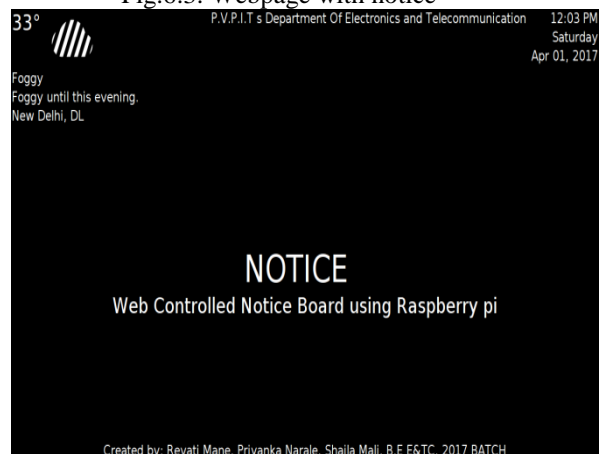 Fig.6.3: Webpage with notice
33°
P.V.P.I.T s Department Of Electronics and Telecommunication
12:03 PM
Saturday
Apr 01, 2017
Foggy
Foggy until this evening.
New Delhi, DL
NOTICE
Web Controlled Notice Board using Raspberry pi
Created by: Revati Mane, Priyanka Narale, Shaila Mali, B.E E&TC, 2017 BATCH